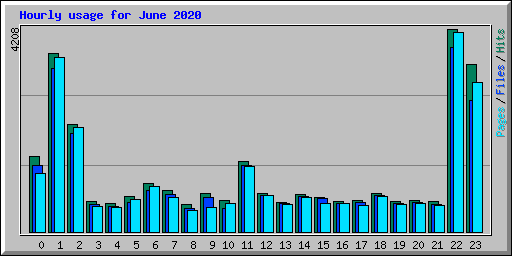 Hourly usage for June 2020
4208
Pages/Files/Hits
0 1 2 3 4 5 6 7 8 9 10 11 12 13 14 15 16 17 18 19 20 21 22 23